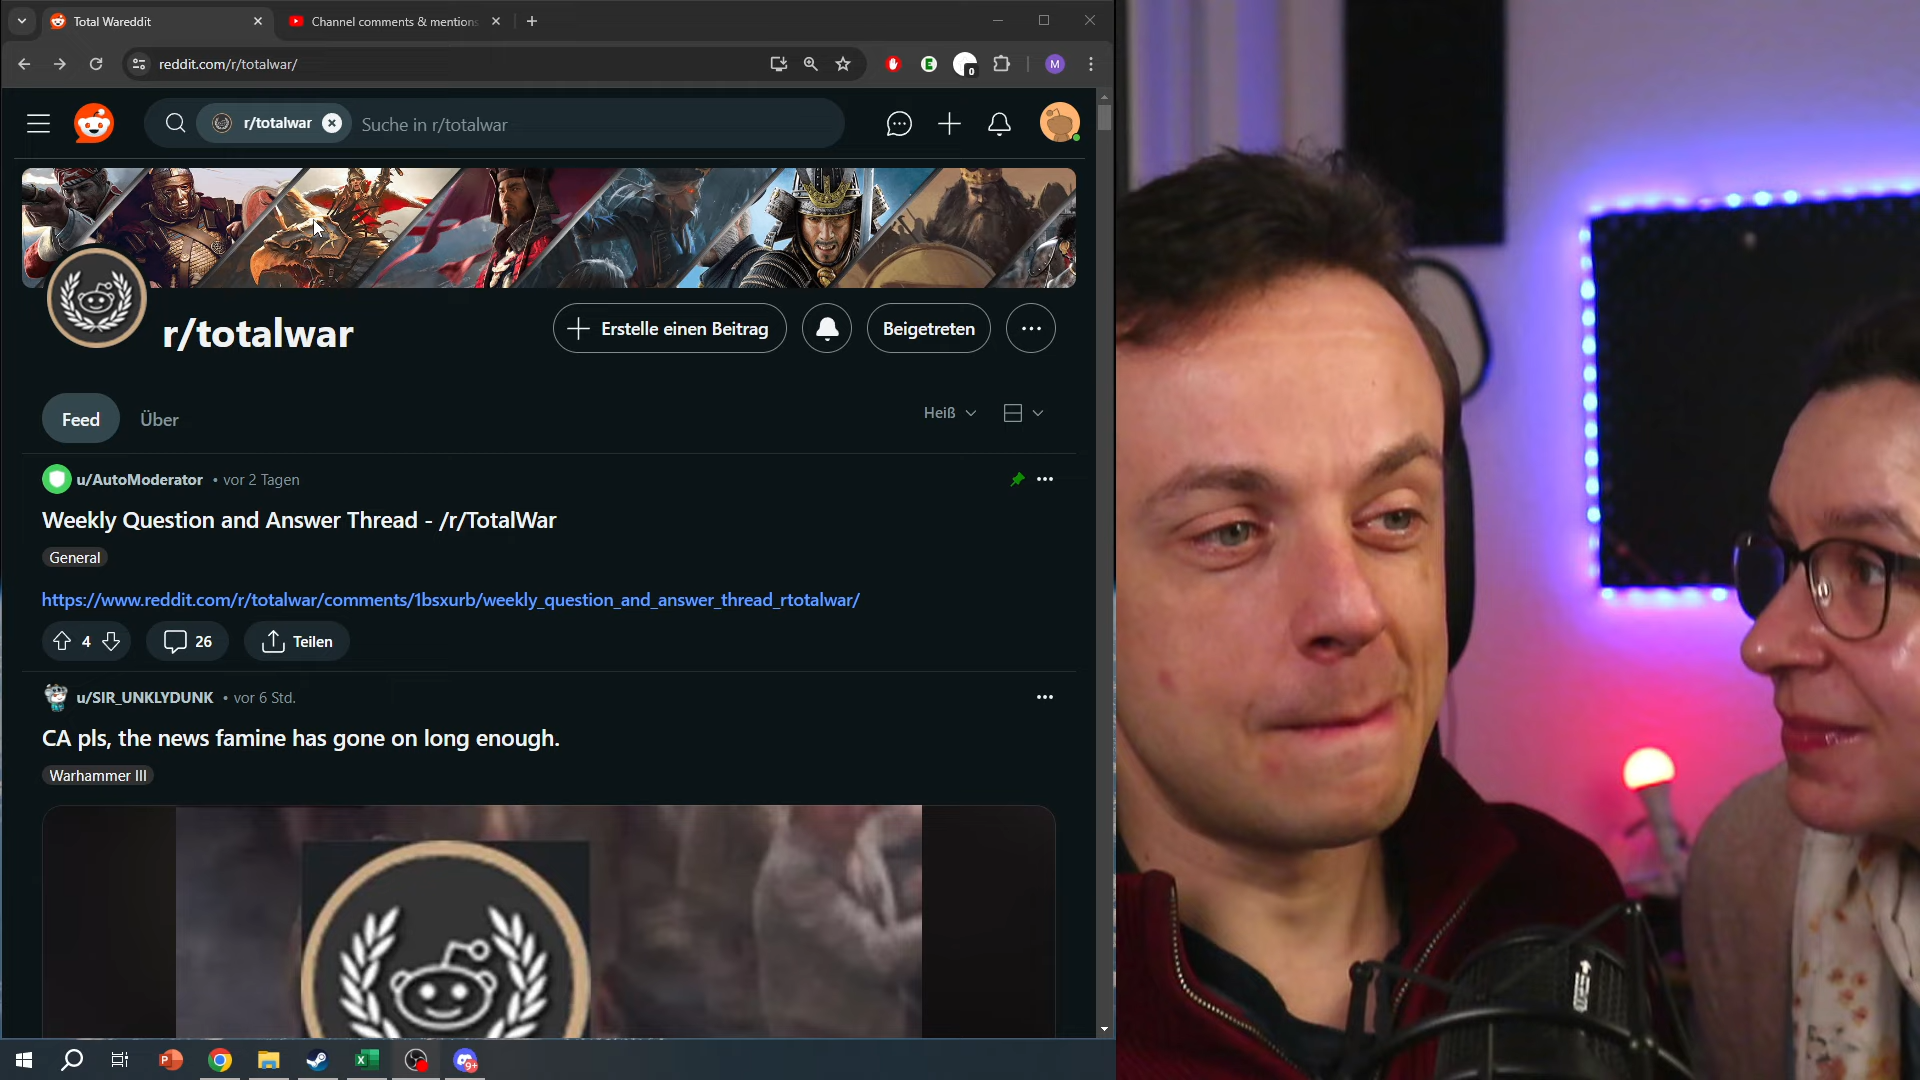 Total Wareddit
Channel comments & mentions
reddit.com/r/totalwar/
0
M
r/totalwar
Suche in r/totalwar
r/totalwar
Erstelle einen Beitrag
Beigetreten
Feed
Über
Heiß
u/AutoModerator • vor 2 Tagen
Weekly Question and Answer Thread - /r/TotalWar
General
https://www.reddit.com/r/totalwar/comments/1bsxurb/weekly_question_and_answer_thread_rtotalwar/
4
26
Teilen
u/SIR_UNKLYDUNK • vor 6 Std.
CA pls, the news famine has gone on long enough.
Warhammer III
9+